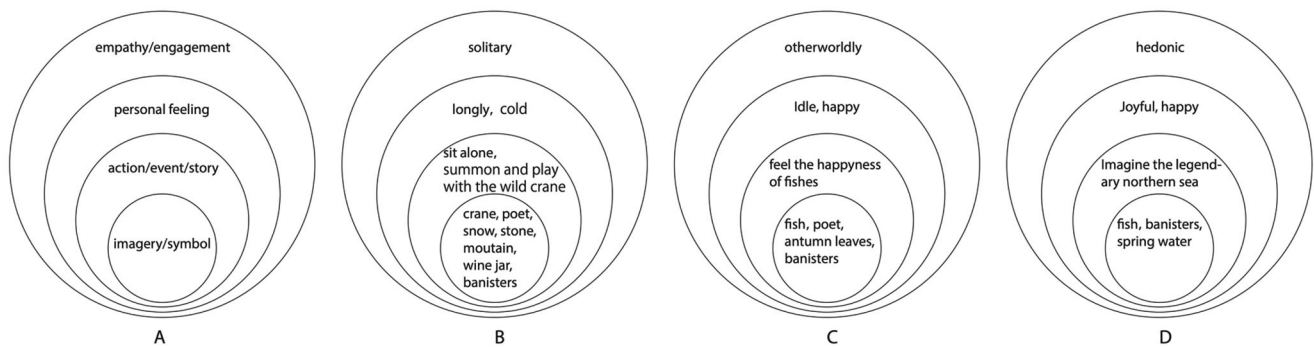 empathy/engagement
personal feeling
action/event/story
imagery/symbol
A
solitary
longly, cold
sit alone,
summon and play
with the wild crane
crane, poet,
snow, stone,
moutain,
wine jar,
banisters
B
otherworldly
Idle, happy
feel the happyness
of fishes
fish, poet,
antumn leaves,
banisters
C
hedonic
Joyful, happy
Imagine the legend-
ary northern sea
fish, banisters,
spring water
D